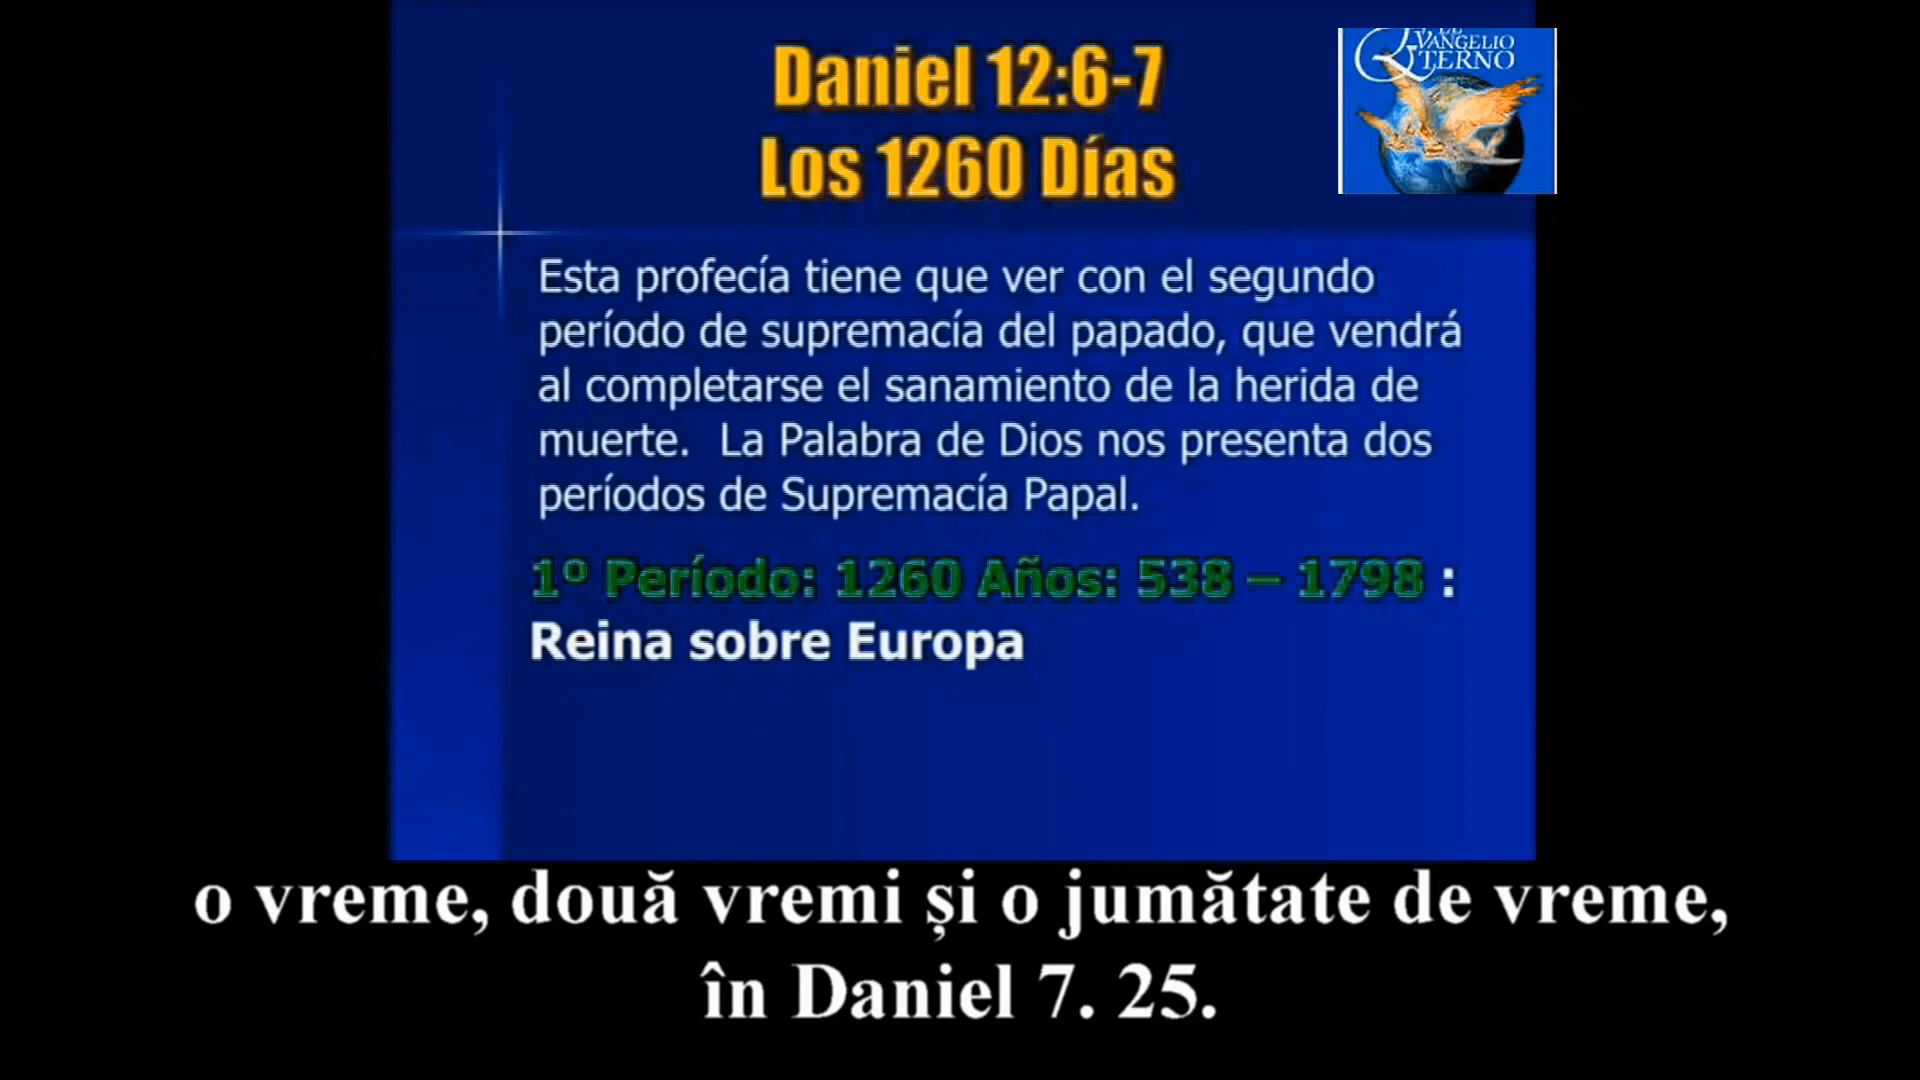 Daniel 12:6-7
Los 1260 Días
EVANGELIO
ETERNO
Esta profecía tiene que ver con el segundo
período de supremacía del papado, que vendrá
al completarse el sanamiento de la herida de
muerte. La Palabra de Dios nos presenta dos
períodos de Supremacía Papal.
1º Período: 1260 Años: 538 – 1798 :
Reina sobre Europa
o vreme, două vremi și o jumătate de vreme,
în Daniel 7. 25.